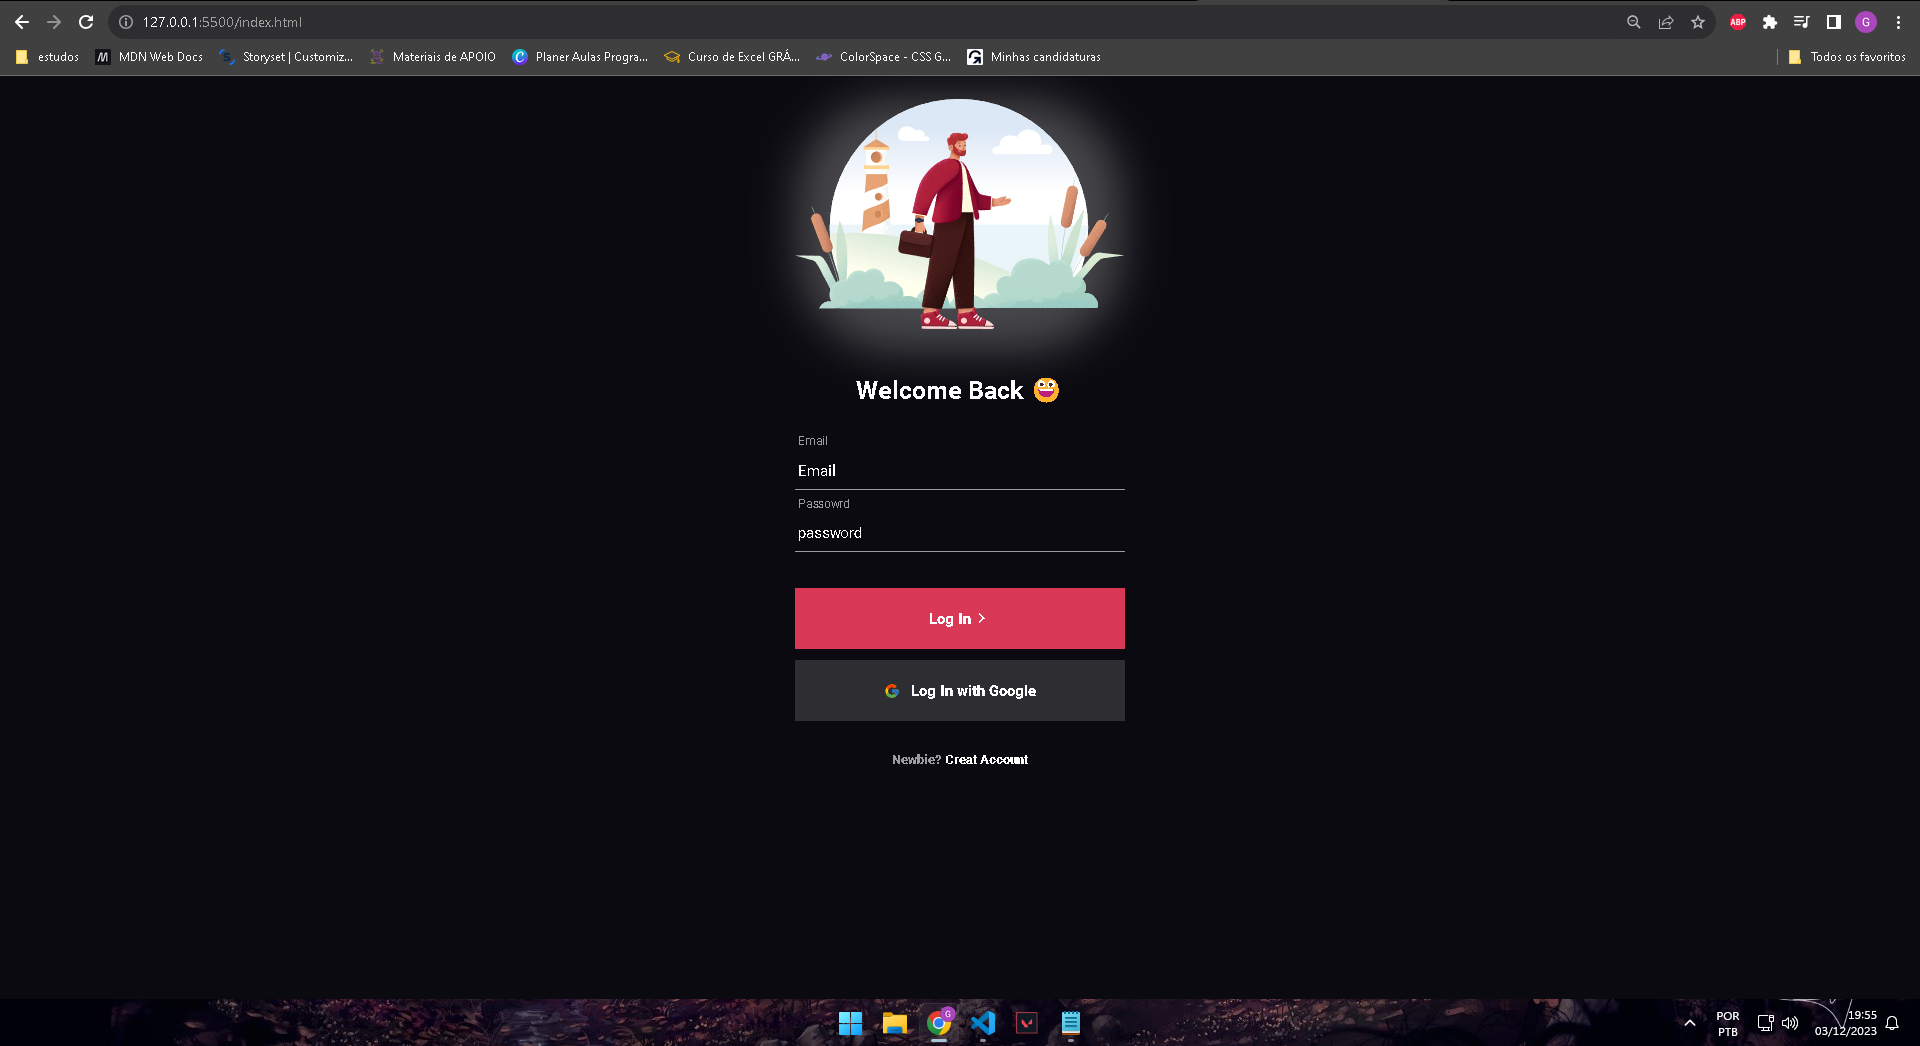 127.0.0.1:5500/index.html
ABP
G
estudos
M MDN Web Docs
S Storyset | Customiz...
Materiais de APOIO
C Planer Aulas Progra...
Curso de Excel GRÁ...
ColorSpace - CSS G...
G Minhas candidaturas
Todos os favoritos
Welcome Back
Email
Email
Passowrd
password
Log In >
G Log In with Google
Newbie? Creat Account
G
POR
PTB
19:55
03/12/2023